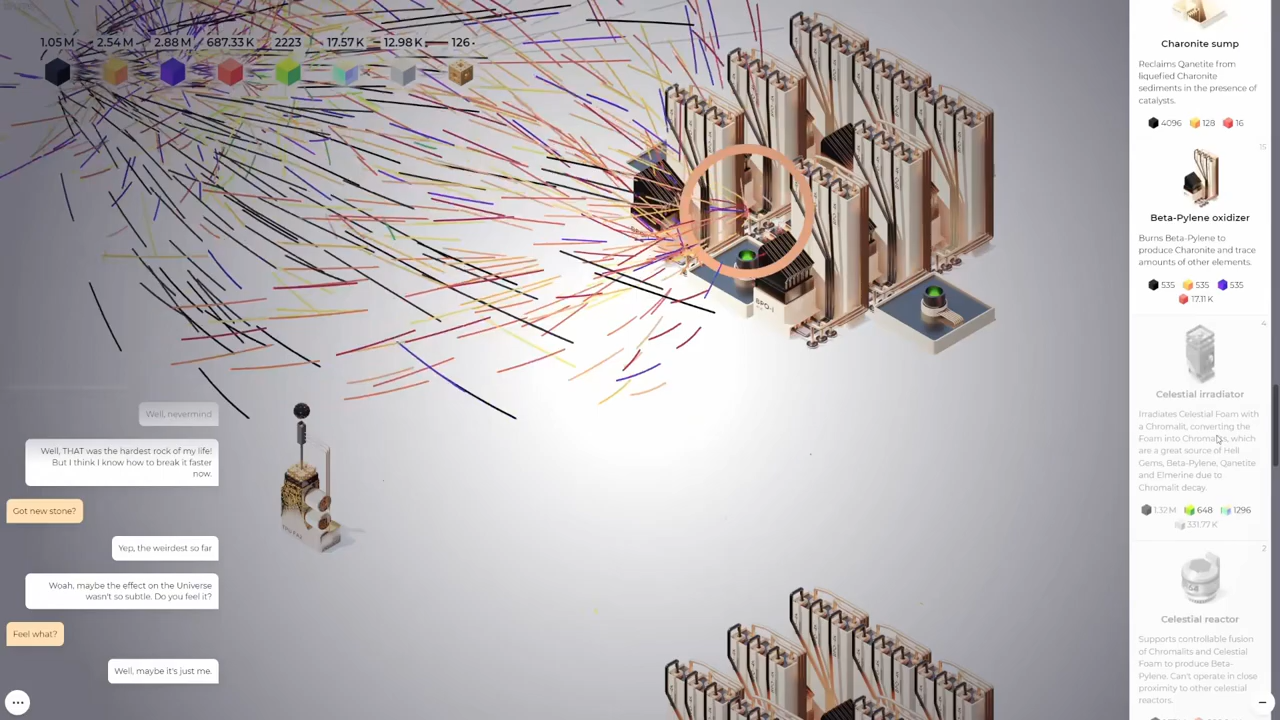 1.05 M 2.54 M 2.88 M 687.33 K 2223 17.57 K 12.98 K 126
Well, nevermind
Well, THAT was the hardest rock of my life!
But I think I know how to break it faster
now.
Got new stone?
Yep, the weirdest so far
Woah, maybe the effect on the Universe
wasn't so subtle. Do you feel it?
Feel what?
Well, maybe it's just me.
BPO-1
Charonite sump
Reclaims Qanetite from
liquefied Charonite
sediments in the presence of
catalysts.
4096 128 16
15
Beta-Pylene oxidizer
Burns Beta-Pylene to
produce Charonite and trace
amounts of other elements.
535 535 535
17.11 K
4
Celestial irradiator
Irradiates Celestial Foam with
a Chromalit, converting the
Foam into Chromalits, which
are a great source of Hell
Gems, Beta-Pylene, Qanetite
and Elmerine due to
Chromalit decay.
1.32 M 648 1296
331.77 K
2
Celestial reactor
Supports controllable fusion
of Chromalits and Celestial
Foam to produce Beta-
Pylene. Can't operate in close
proximity to other celestial
reactors.